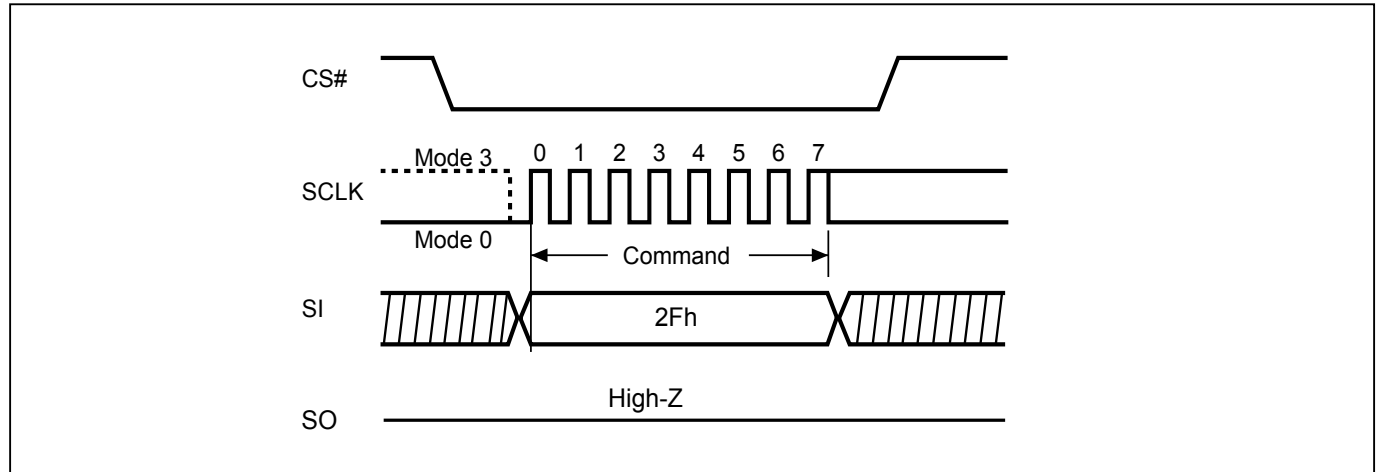 CS#
Mode 3
0 1 2 3 4 5 6 7
SCLK
Mode 0
Command
SI
2Fh
High-Z
SO